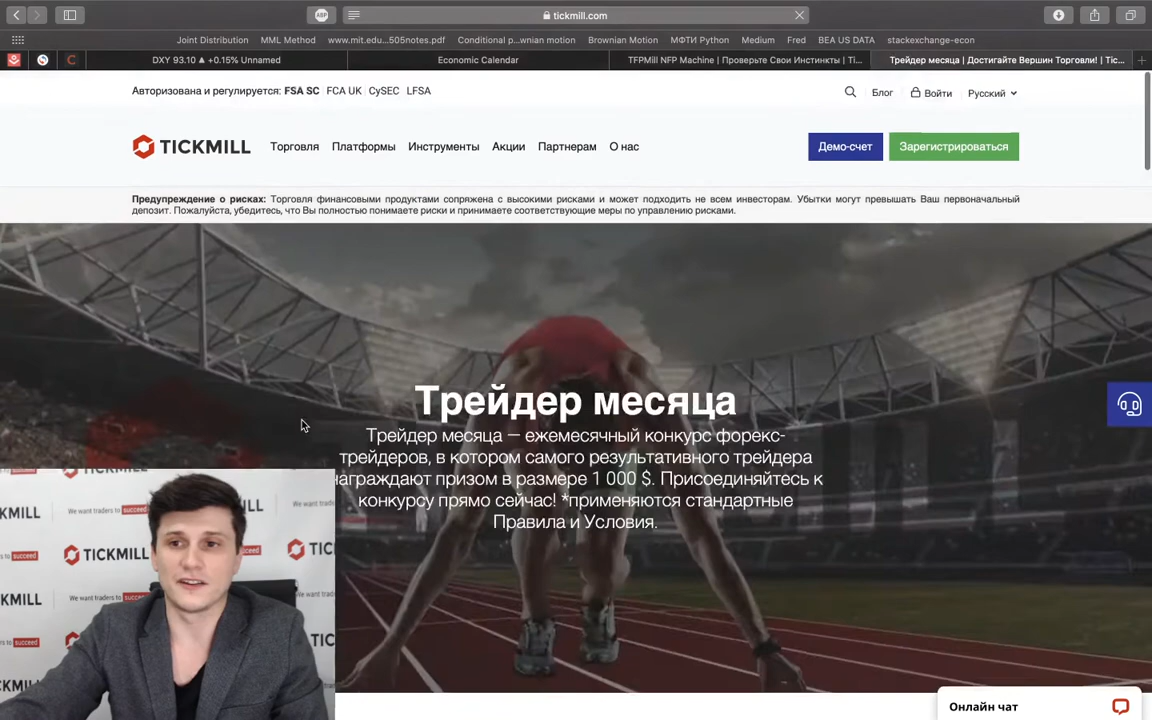 ABP
tickmill.com
Joint Distribution MML Method www.mit.edu...505notes.pdf Conditional p...wnian motion Brownian Motion МФТИ Python Medium Fred BEA US DATA stackexchange-econ
DXY 93.10 ▲ +0.15% Unnamed Economic Calendar TFPMill NFP Machine | Проверьте Свои Инстинкты | Ti... Трейдер месяца | Достигайте Вершин Торговли! | Tic...
Авторизована и регулируется: FSA SC FCA UK CySEC LFSA Блог Войти Русский
TICKMILL Торговля Платформы Инструменты Акции Партнерам О нас Демо-счет Зарегистрироваться
Предупреждение о рисках: Торговля финансовыми продуктами сопряжена с высокими рисками и может подходить не всем инвесторам. Убытки могут превышать Ваш первоначальный
депозит. Пожалуйста, убедитесь, что Вы полностью понимаете риски и принимаете соответствующие меры по управлению рисками.
Трейдер месяца
Трейдер месяца — ежемесячный конкурс форекс-
трейдеров, в котором самого результативного трейдера
награждают призом в размере 1 000 $. Присоединяйтесь к
конкурсу прямо сейчас! *применяются стандартные
Правила и Условия.
We want traders to
TICKMILL
We want traders to succeed
Онлайн чат